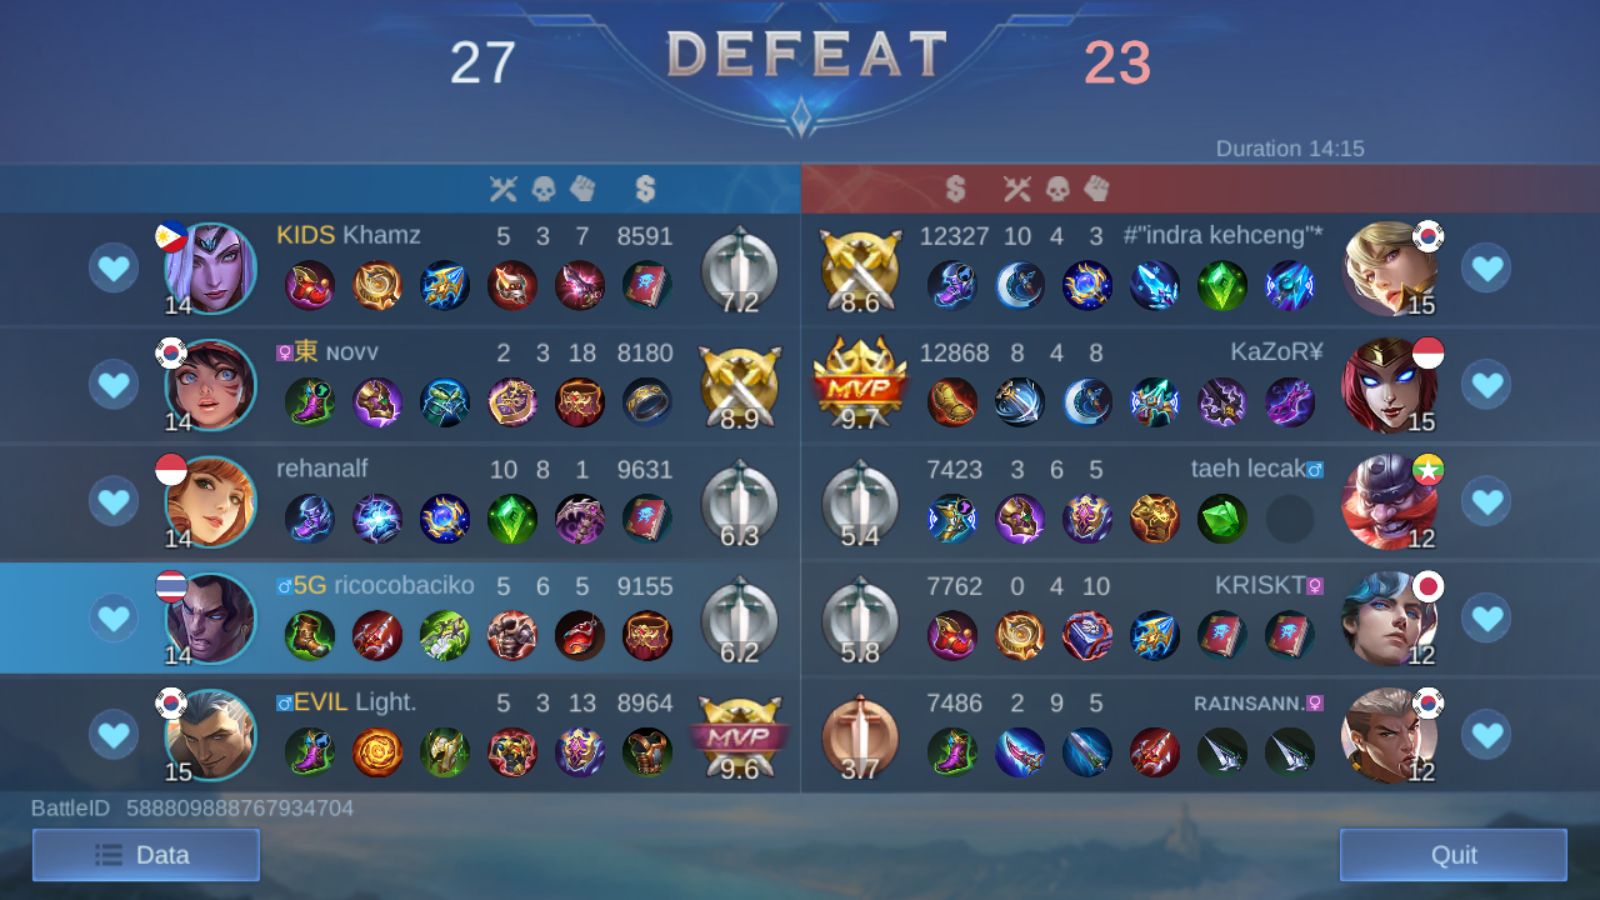 27 DEFEAT 23
Duration 14:15
KIDS Khamz 5 3 7 8591
14 7.2
12327 10 4 3 #"indra kehceng"*
8.6 15
東 NOVV 2 3 18 8180
14 8.9
12868 8 4 8 KaZoR¥
MVP
9.7 15
rehanalf 10 8 1 9631
14 6.3
7423 3 6 5 taeh lecak♂
5.4 12
♂5G ricocobaciko 5 6 5 9155
14 6.2
7762 0 4 10 KRISKT♀
5.8 12
♂EVIL Light. 5 3 13 8964
MVP
15 9.6
7486 2 9 5 RAINSANN.♀
3.7 12
BattleID 588809888767934704
Data Quit